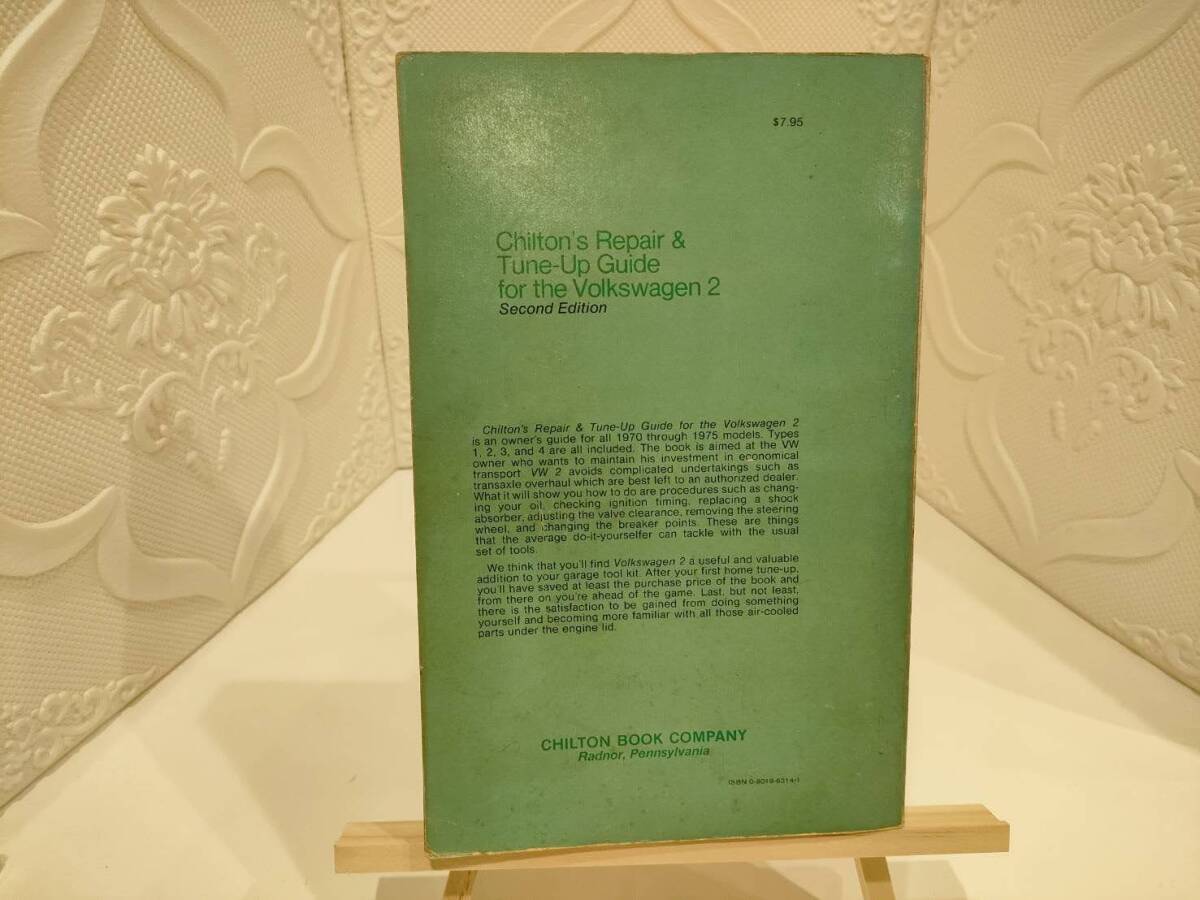 $7.95
Chilton's Repair &
Tune-Up Guide
for the Volkswagen 2
Second Edition
Chilton's Repair & Tune-Up Guide for the Volkswagen 2
is an owner's guide for all 1970 through 1975 models. Types
1, 2, 3, and 4 are all included. The book is aimed at the VW
owner who wants to maintain his investment in economical
transport. VW 2 avoids complicated undertakings such as
transaxle overhaul which are best left to an authorized dealer.
What it will show you how to do are procedures such as chang-
ing your oil, checking ignition timing, replacing a shock
absorber, adjusting the valve clearance, removing the steering
wheel, and changing the breaker points. These are things
that the average do-it-yourselfer can tackle with the usual
set of tools.
We think that you'll find Volkswagen 2 a useful and valuable
addition to your garage tool kit. After your first home tune-up,
you'll have saved at least the purchase price of the book and
from there on you're ahead of the game. Last, but not least,
there is the satisfaction to be gained from doing something
yourself and becoming more familiar with all those air-cooled
parts under the engine lid.
CHILTON BOOK COMPANY
Radnor, Pennsylvania
ISBN 0-8019-6314-1